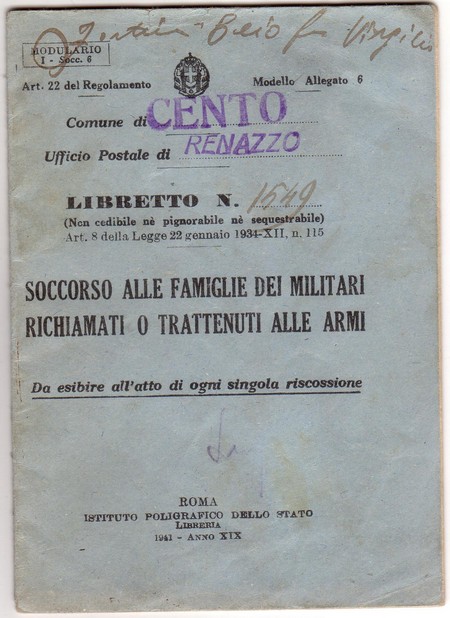 Virgilio
MODULARIO
I - Socc. 6
Art. 22 del Regolamento
Modello Allegato 6
Comune di CENTO
Ufficio Postale di RENAZZO
LIBRETTO N. 1549
(Non cedibile nè pignorabile nè sequestrabile)
Art. 8 della Legge 22 gennaio 1934-XII, n. 115
SOCCORSO ALLE FAMIGLIE DEI MILITARI
RICHIAMATI O TRATTENUTI ALLE ARMI
Da esibire all'atto di ogni singola riscossione
ROMA
ISTITUTO POLIGRAFICO DELLO STATO
LIBRERIA
1941 - ANNO XIX